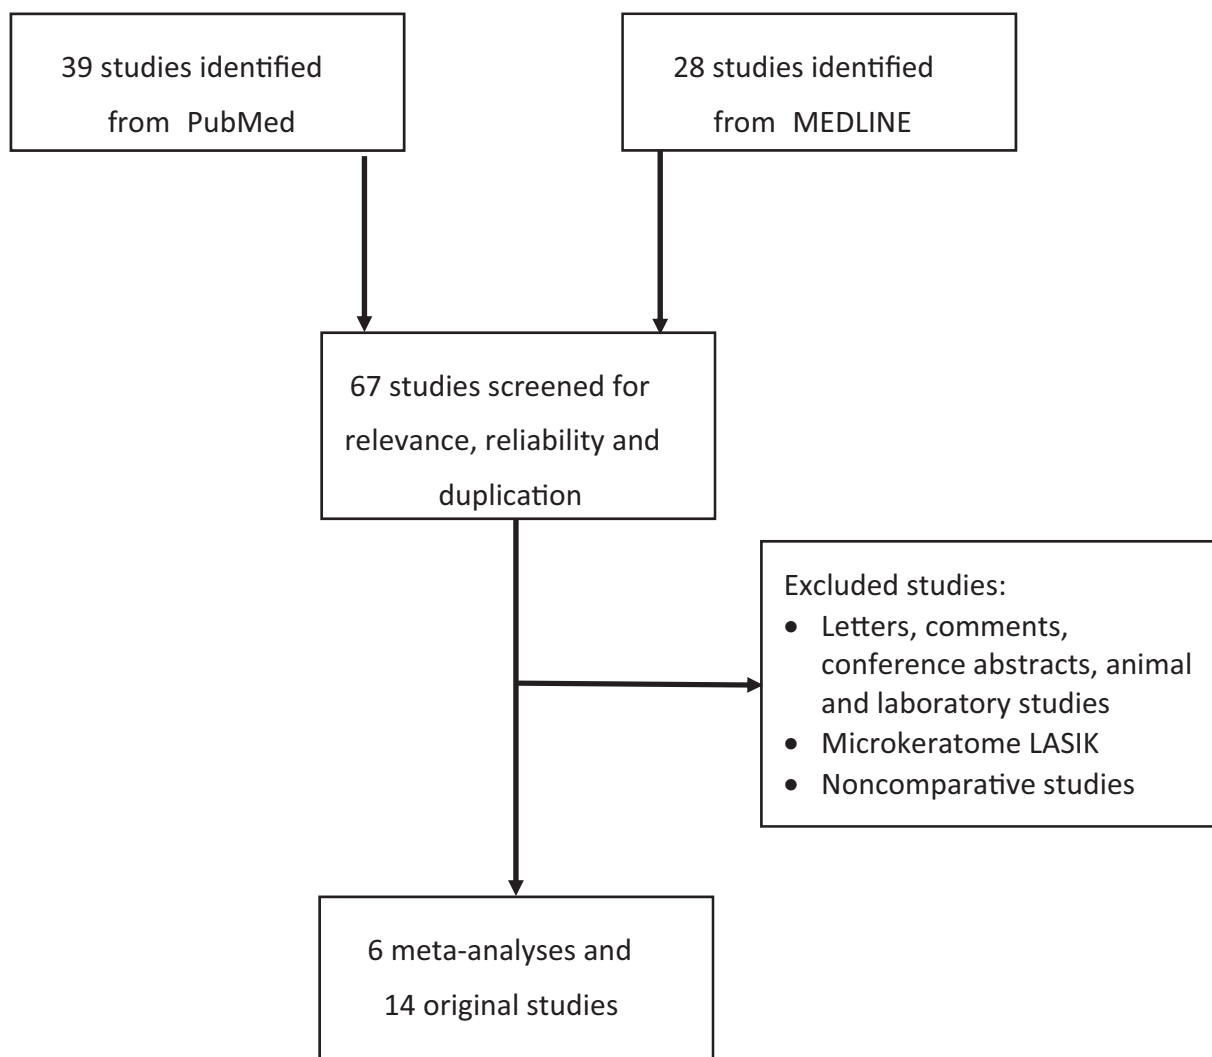 39 studies identified
from PubMed
28 studies identified
from MEDLINE
67 studies screened for
relevance, reliability and
duplication
Excluded studies:
• Letters, comments,
conference abstracts, animal
and laboratory studies
• Microkeratome LASIK
• Noncomparative studies
6 meta-analyses and
14 original studies